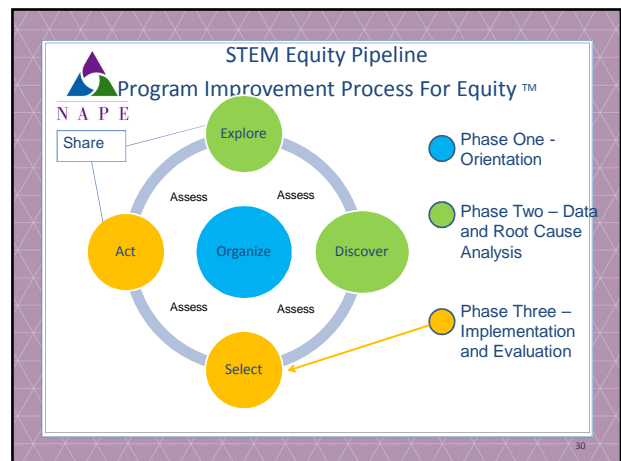 STEM Equity Pipeline
Program Improvement Process For Equity ™
N A P E
Share
Explore
Assess
Assess
Act
Organize
Discover
Assess
Assess
Select
Phase One -
Orientation
Phase Two – Data
and Root Cause
Analysis
Phase Three –
Implementation
and Evaluation
30